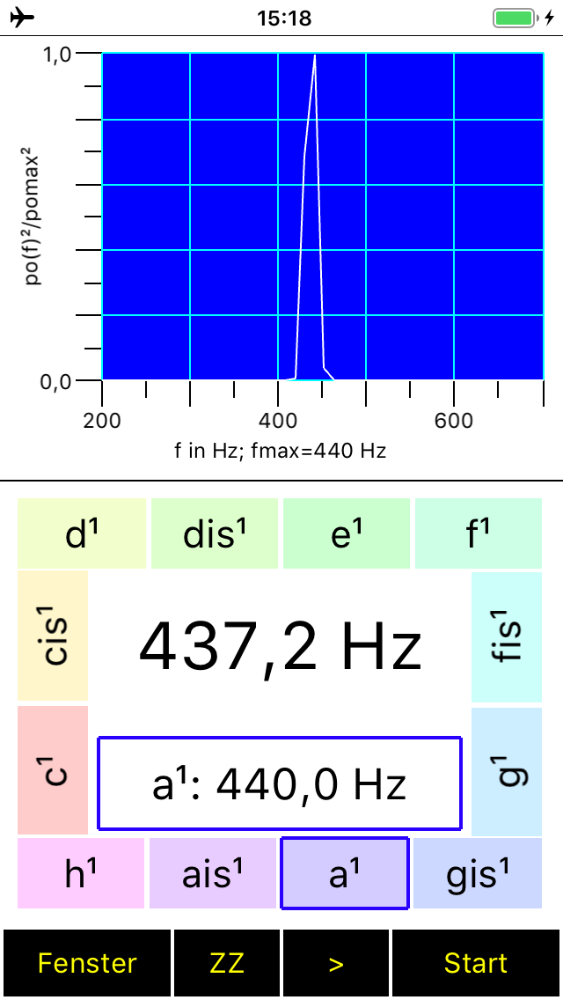 15:18
1,0
po(f)²/pomax²
0,0
200 400 600
f in Hz; fmax=440 Hz
d¹ dis¹ e¹ f¹
cis¹ 437,2 Hz fis¹
c¹ a¹: 440,0 Hz g¹
h¹ ais¹ a¹ gis¹
Fenster ZZ > Start